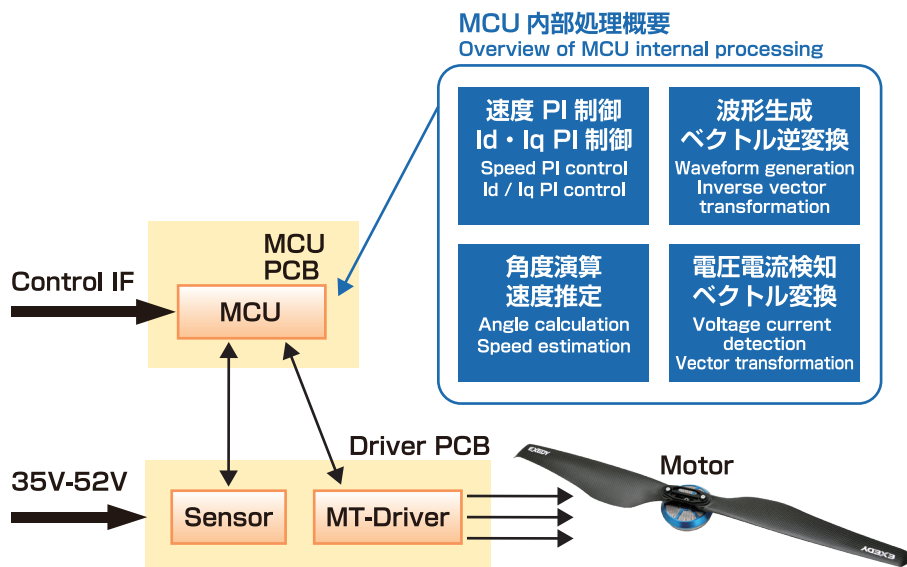 MCU 内部処理概要
Overview of MCU internal processing
速度 PI 制御
Id・Iq PI 制御
Speed PI control
Id / Iq PI control
波形生成
ベクトル逆変換
Waveform generation
Inverse vector
transformation
角度演算
速度推定
Angle calculation
Speed estimation
電圧電流検知
ベクトル変換
Voltage current
detection
Vector transformation
MCU
PCB
Control IF
MCU
Driver PCB
35V-52V
Sensor
MT-Driver
Motor
EXEDY
EXEDY